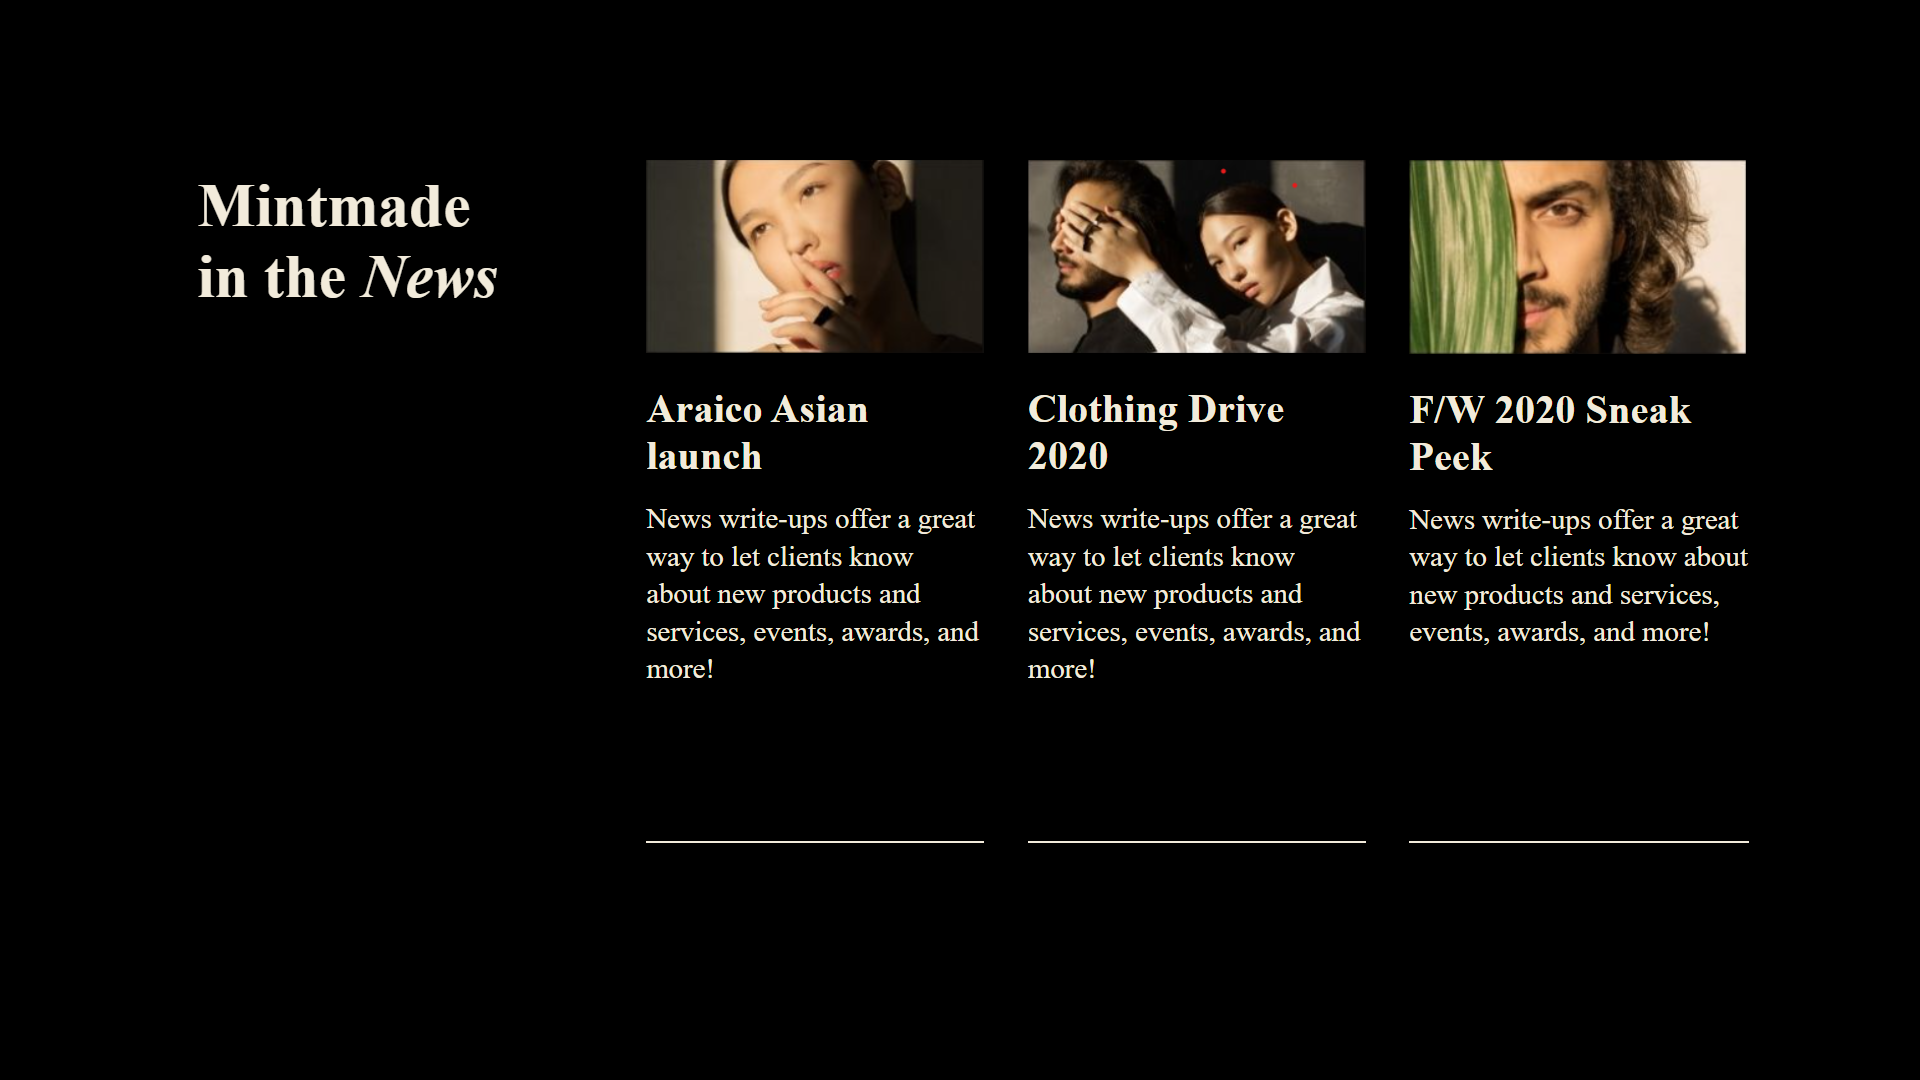 Mintmade
in the News
Araico Asian
launch
News write-ups offer a great
way to let clients know
about new products and
services, events, awards, and
more!
Clothing Drive
2020
News write-ups offer a great
way to let clients know
about new products and
services, events, awards, and
more!
F/W 2020 Sneak
Peek
News write-ups offer a great
way to let clients know about
new products and services,
events, awards, and more!